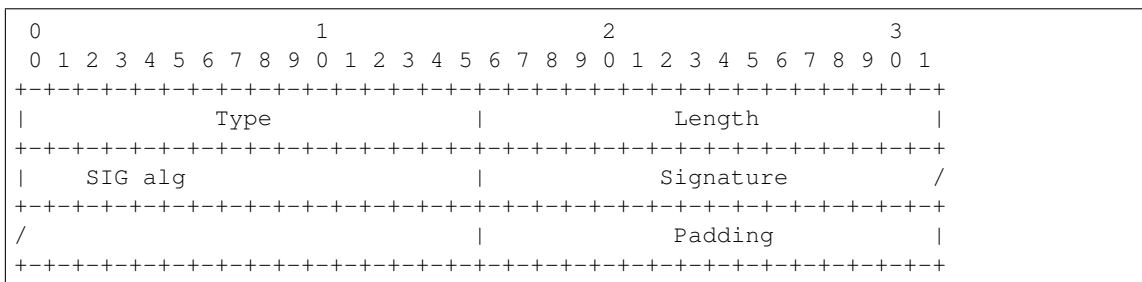 0                   1                   2                   3
 0 1 2 3 4 5 6 7 8 9 0 1 2 3 4 5 6 7 8 9 0 1 2 3 4 5 6 7 8 9 0 1
+-+-+-+-+-+-+-+-+-+-+-+-+-+-+-+-+-+-+-+-+-+-+-+-+-+-+-+-+-+-+-+-+
|             Type              |             Length            |
+-+-+-+-+-+-+-+-+-+-+-+-+-+-+-+-+-+-+-+-+-+-+-+-+-+-+-+-+-+-+-+-+
|    SIG alg                    |            Signature          /
+-+-+-+-+-+-+-+-+-+-+-+-+-+-+-+-+-+-+-+-+-+-+-+-+-+-+-+-+-+-+-+-+
/                               |             Padding           |
+-+-+-+-+-+-+-+-+-+-+-+-+-+-+-+-+-+-+-+-+-+-+-+-+-+-+-+-+-+-+-+-+